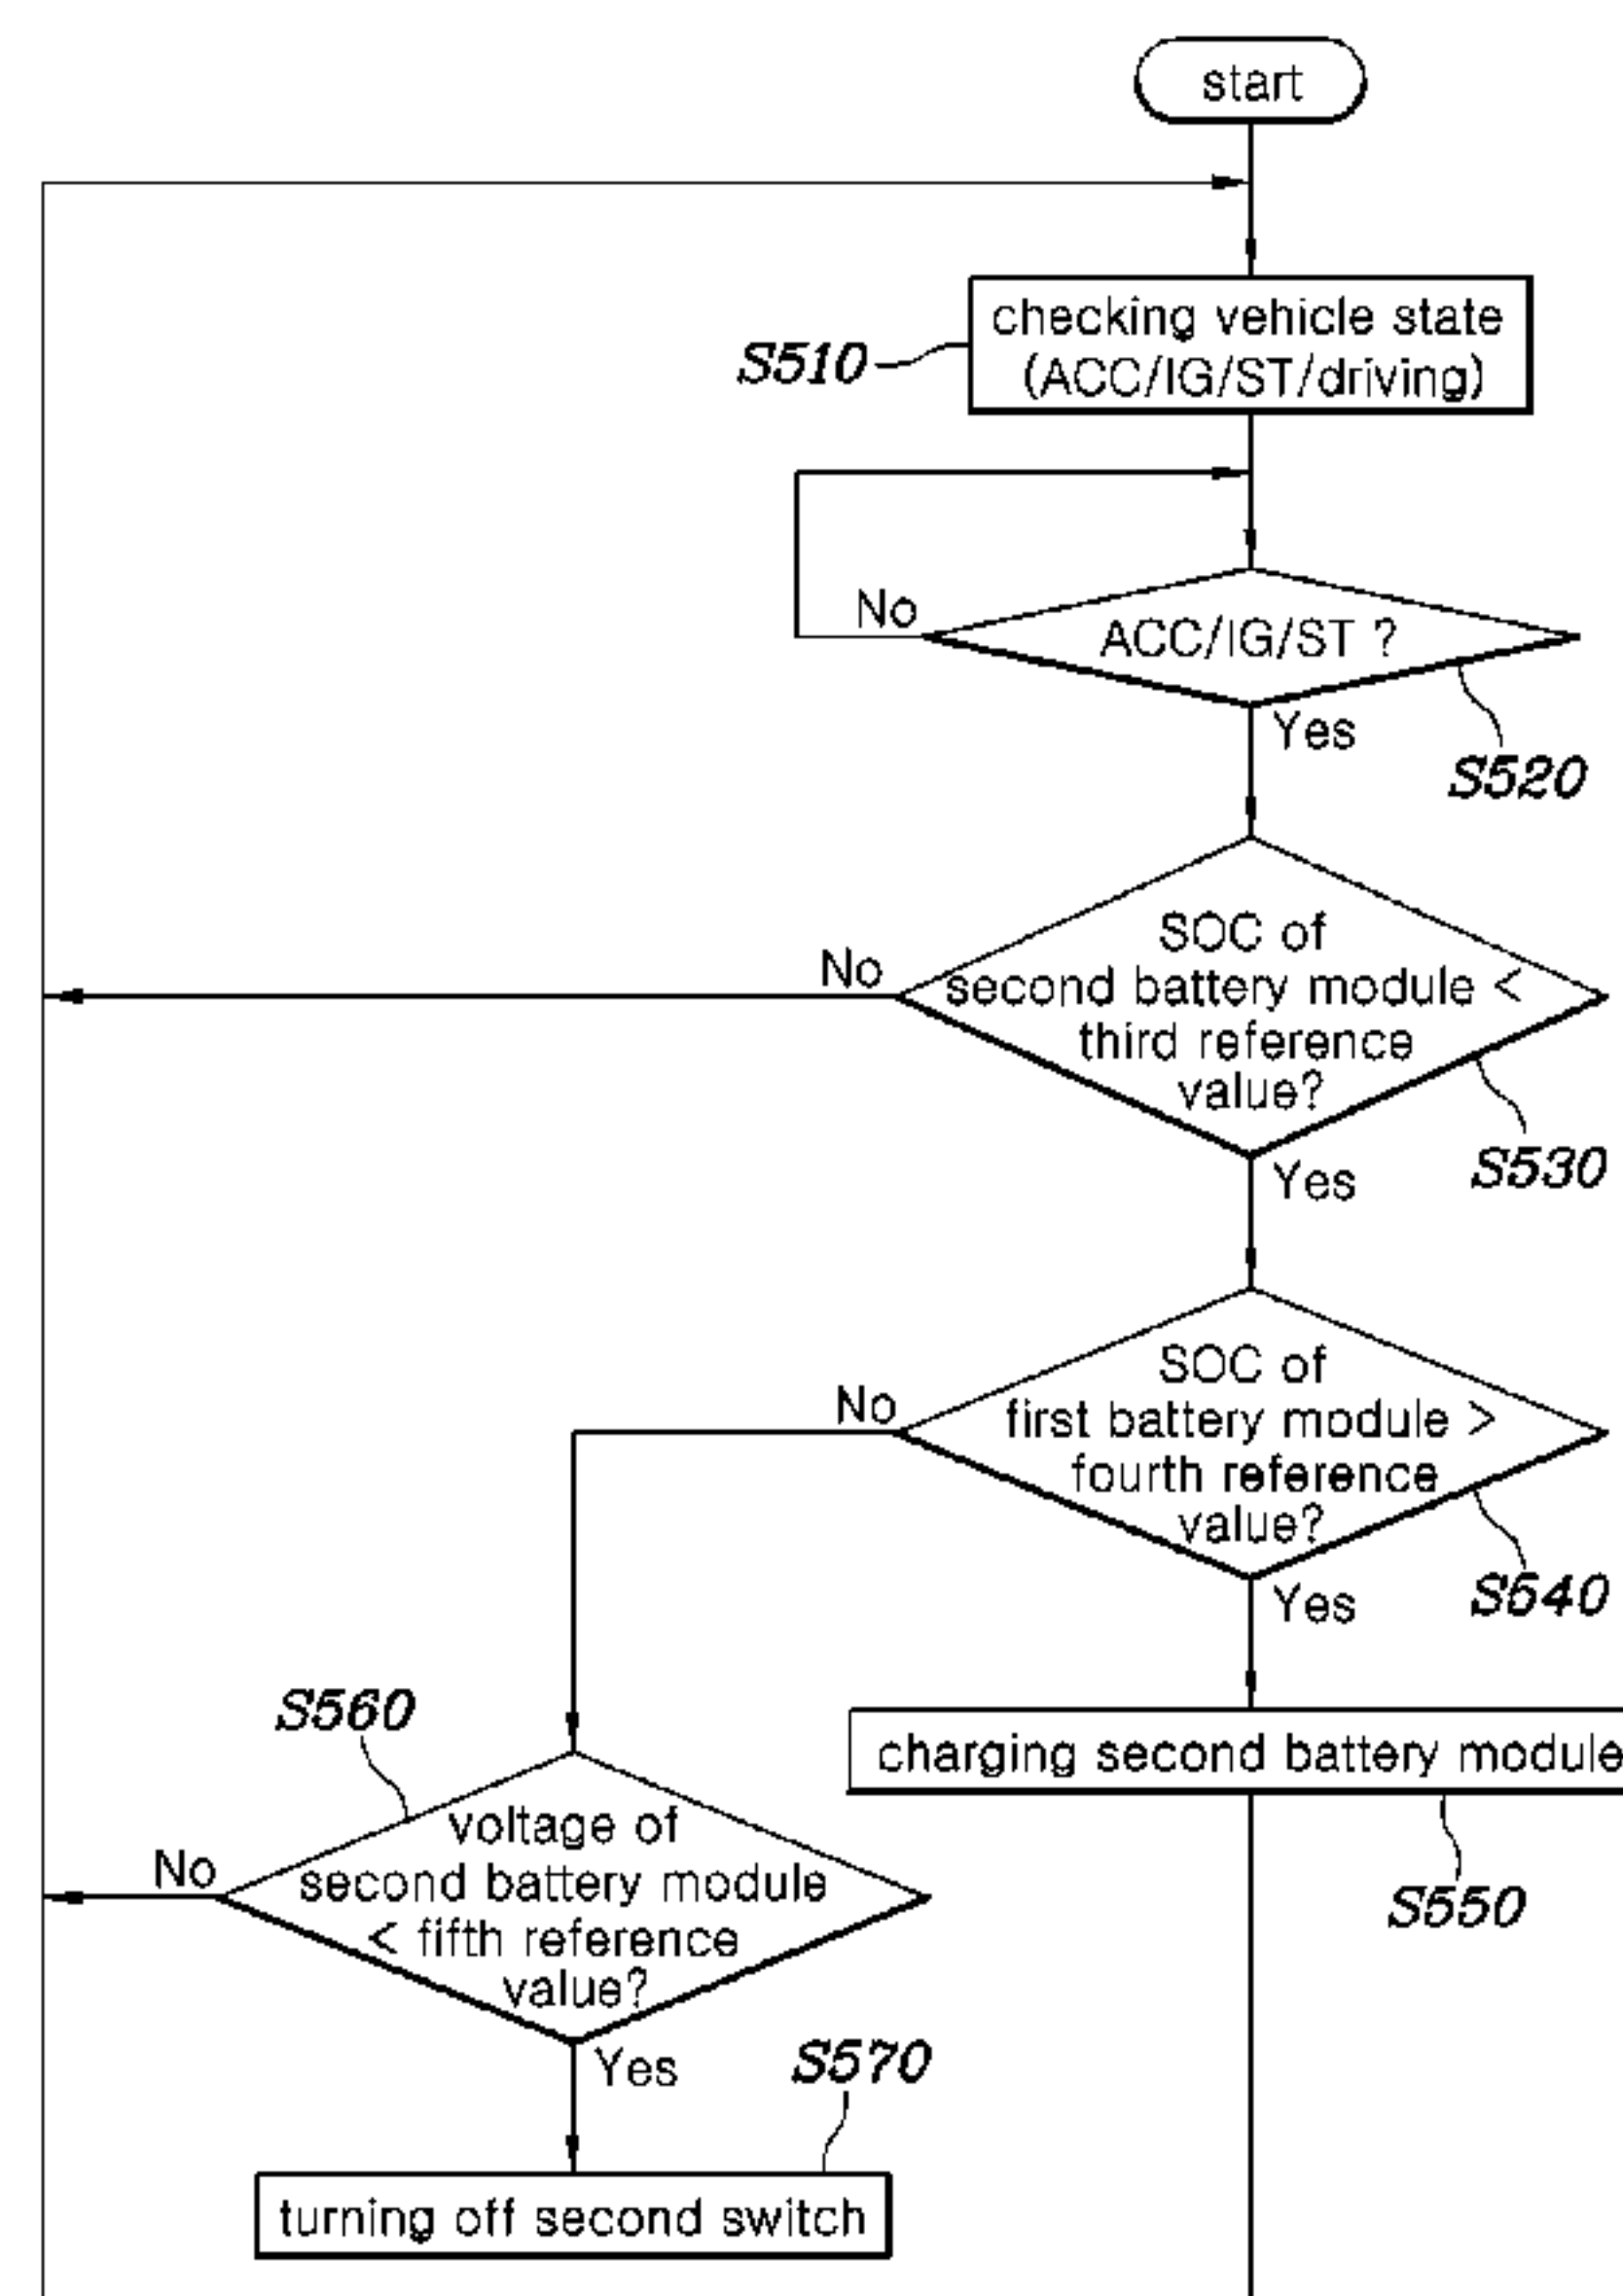 start
checking vehicle state
(ACC/IG/ST/driving)
S510
No
ACC/IG/ST ?
Yes
S520
No
SOC of
second battery module <
third reference
value?
S530
Yes
No
SOC of
first battery module >
fourth reference
value?
S540
Yes
S560
charging second battery module
S550
No
voltage of
second battery module
< fifth reference
value?
Yes
S570
turning off second switch